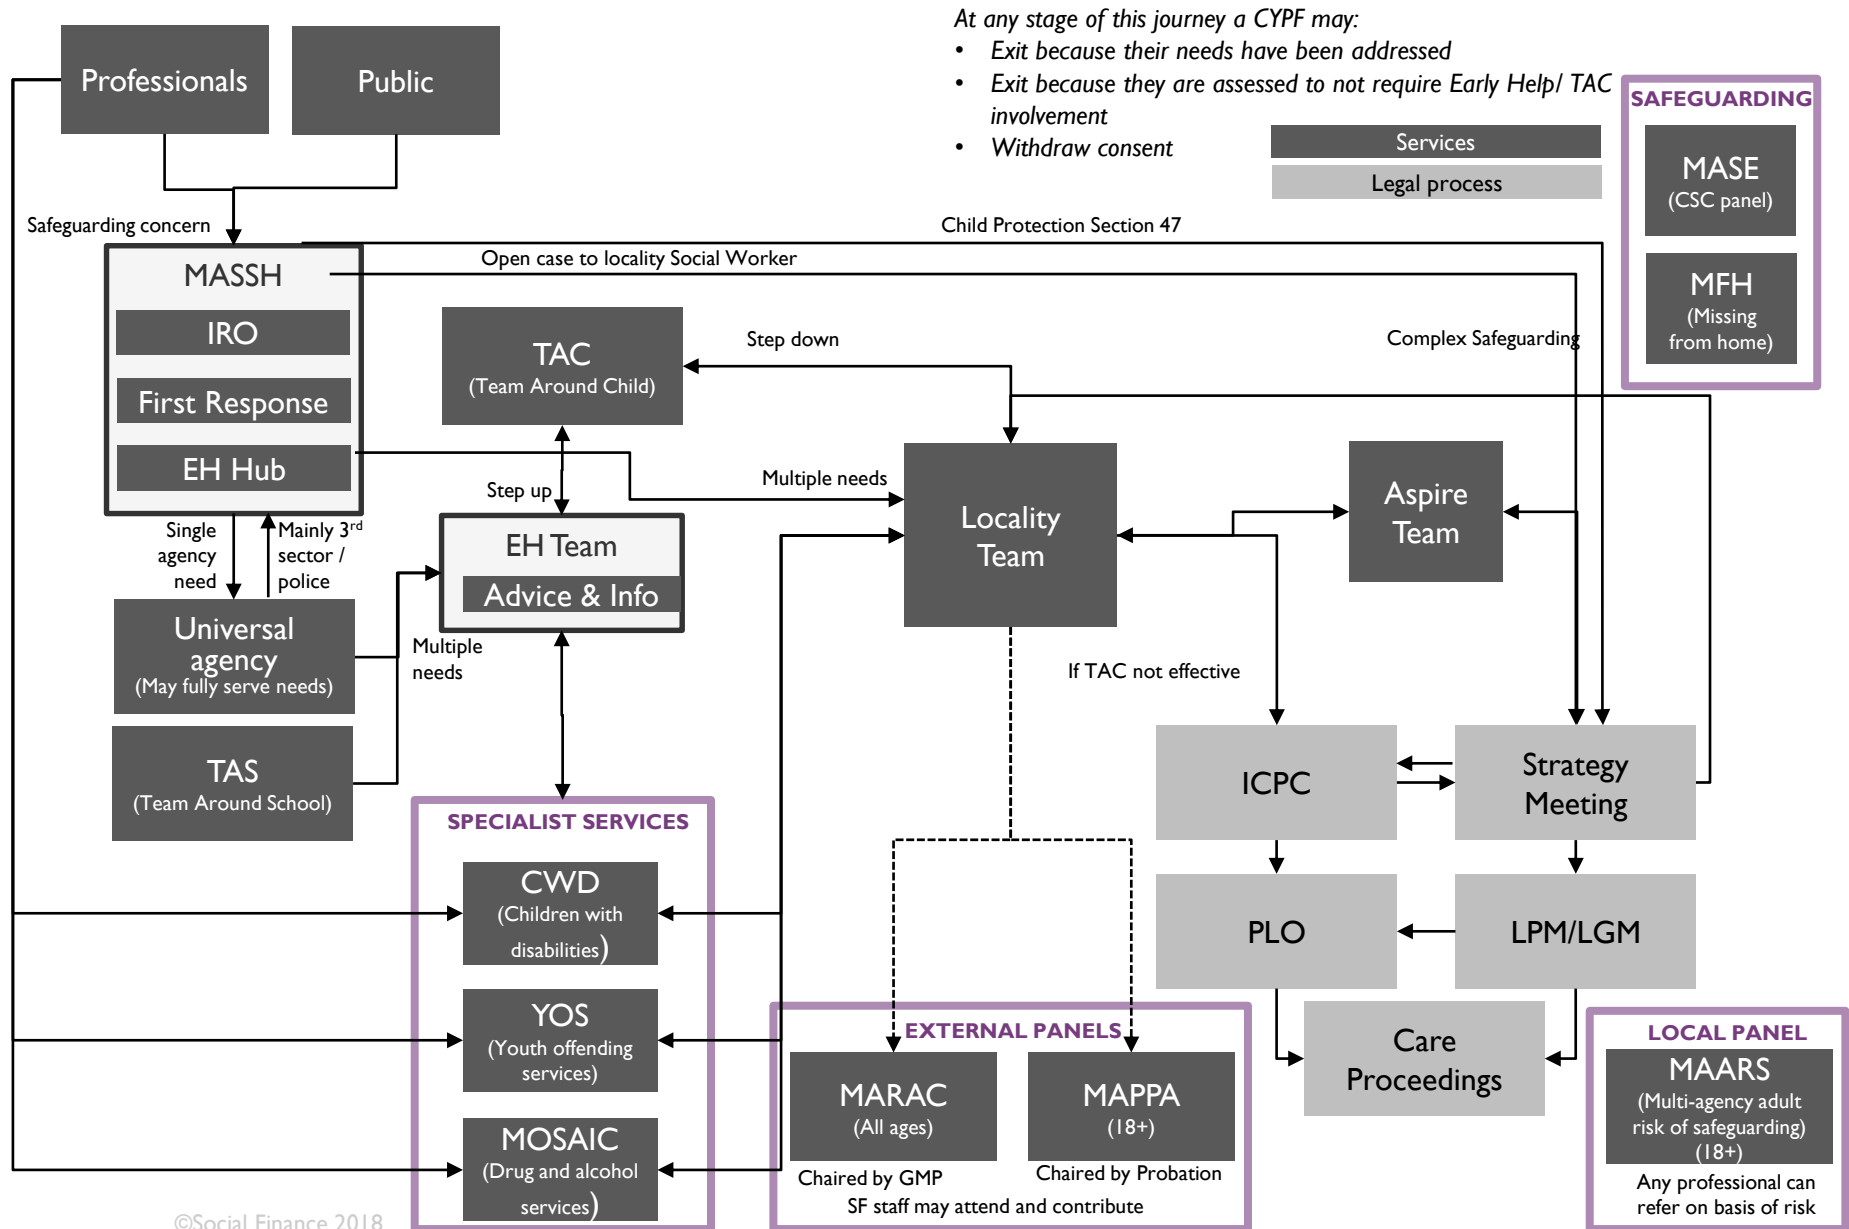 At any stage of this journey a CYPF may:
• Exit because their needs have been addressed
• Exit because they are assessed to not require Early Help/ TAC
involvement
• Withdraw consent
Professionals
Public
Services
Legal process
SAFEGUARDING
MASE
(CSC panel)
MFH
(Missing
from home)
Safeguarding concern
Child Protection Section 47
Open case to locality Social Worker
MASSH
IRO
First Response
EH Hub
TAC
(Team Around Child)
Step down
Complex Safeguarding
Step up
Multiple needs
Single
agency
need
Mainly 3rd
sector /
police
EH Team
Advice & Info
Locality
Team
Aspire
Team
Universal
agency
(May fully serve needs)
Multiple
needs
If TAC not effective
TAS
(Team Around School)
ICPC
Strategy
Meeting
PLO
LPM/LGM
Care
Proceedings
SPECIALIST SERVICES
CWD
(Children with
disabilities)
YOS
(Youth offending
services)
MOSAIC
(Drug and alcohol
services)
EXTERNAL PANELS
MARAC
(All ages)
MAPPA
(18+)
Chaired by GMP
Chaired by Probation
SF staff may attend and contribute
LOCAL PANEL
MAARS
(Multi-agency adult
risk of safeguarding)
(18+)
Any professional can
refer on basis of risk
©Social Finance 2018